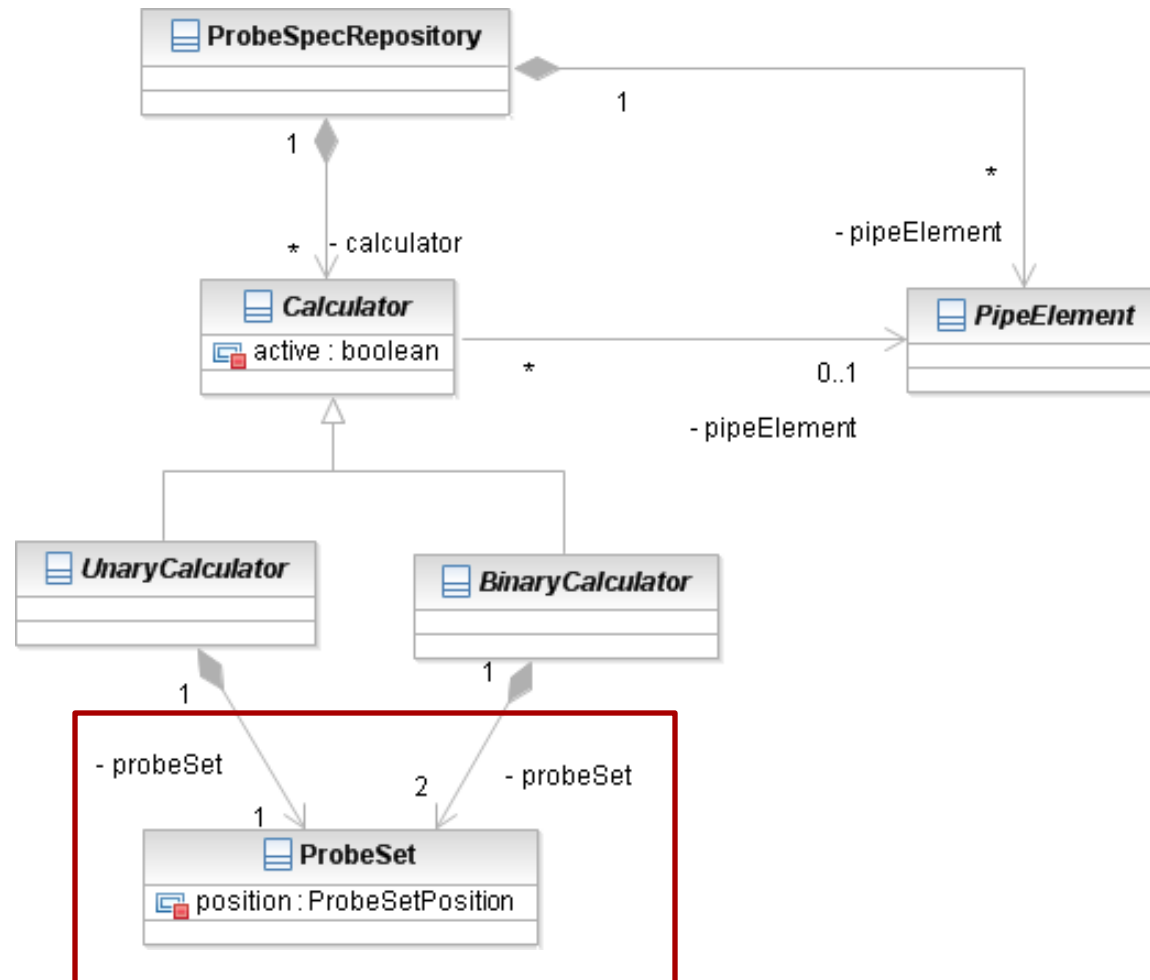 ProbeSpecRepository
1
1
*
- calculator
*
- pipeElement
Calculator
active : boolean
PipeElement
*
0..1
- pipeElement
UnaryCalculator
BinaryCalculator
1
1
- probeSet
- probeSet
2
1
ProbeSet
position : ProbeSetPosition